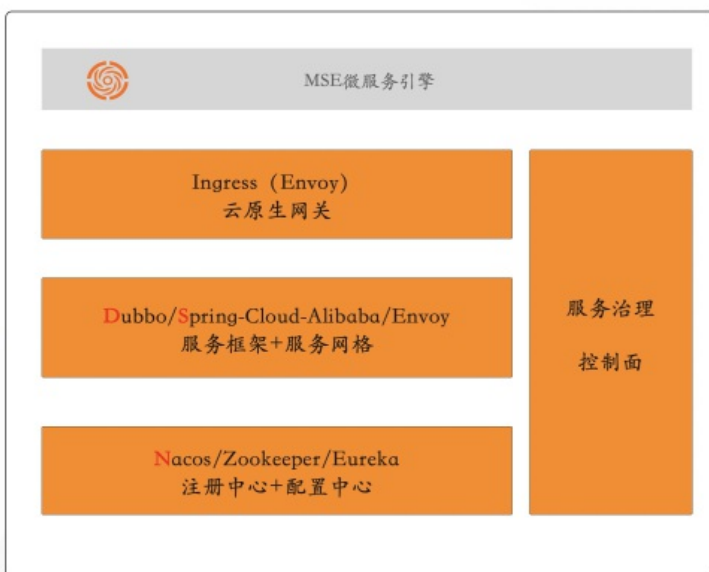 MSE微服务引擎
Ingress (Envoy)
云原生网关
Dubbo/Spring-Cloud-Alibaba/Envoy
服务框架+服务网格
Nacos/Zookeeper/Eureka
注册中心+配置中心
服务治理
控制面